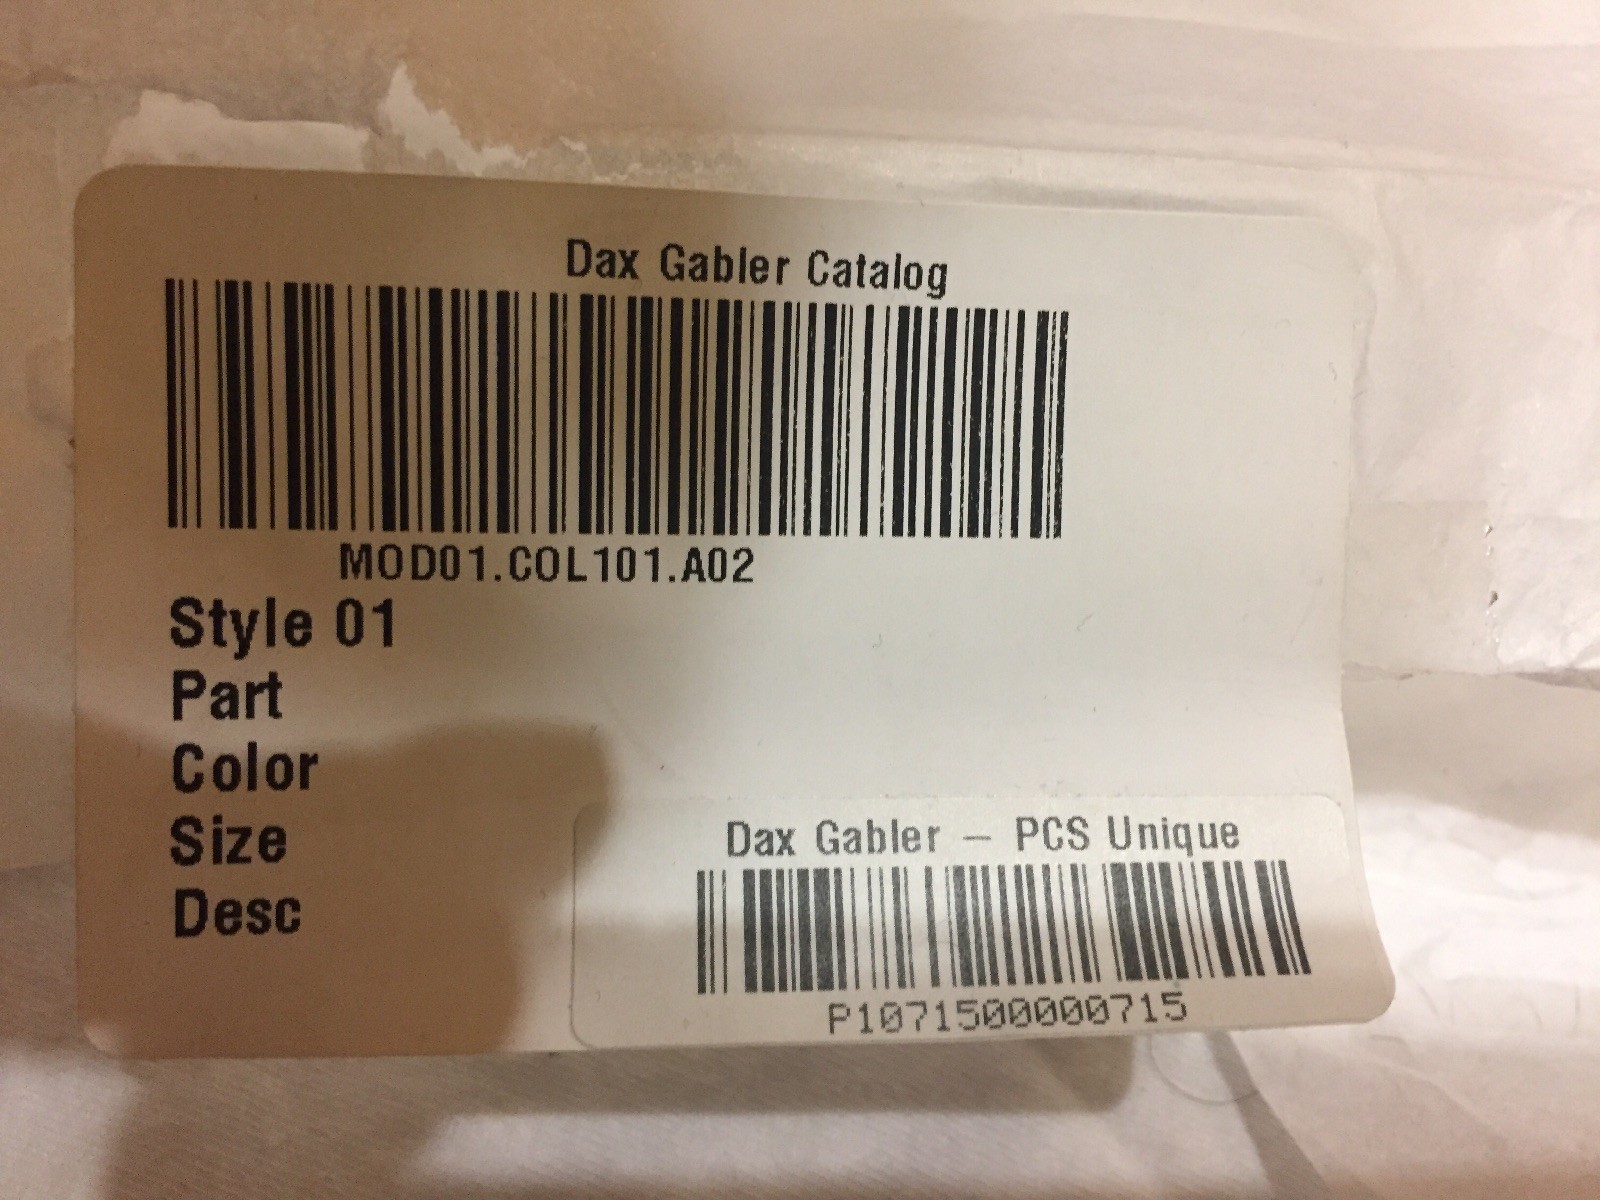 Dax Gabler Catalog
MOD01.COL101.A02
Style 01
Part
Color
Size
Desc
Dax Gabler – PCS Unique
P1071500000715